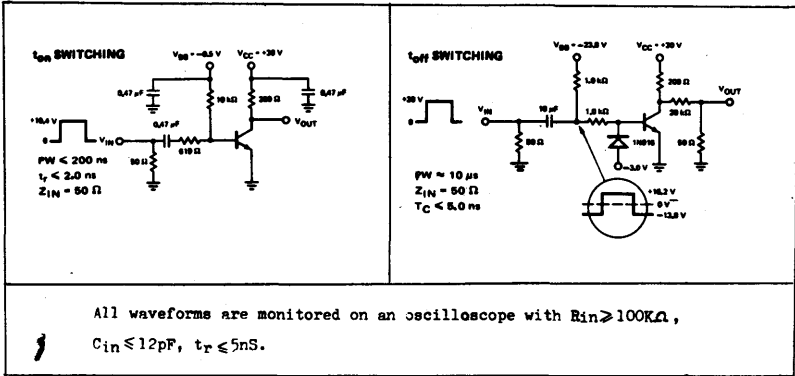 t_on SWITCHING
V_BB = -0.5 V
V_CC = +30 V
0,47 µF
10 kΩ
200 Ω
0,47 µF
V_OUT
+10,4 V
0
V_IN
0,47 µF
619 Ω
50 Ω
PW < 200 ns
t_r < 2.0 ns
Z_IN = 50 Ω
t_off SWITCHING
V_BB = -23,8 V
V_CC = +30 V
1,0 kΩ
200 Ω
V_OUT
+30 V
0
V_IN
10 µF
1,0 kΩ
20 kΩ
50 Ω
1N916
50 Ω
-3,0 V
PW ≈ 10 µs
Z_IN = 50 Ω
T_C < 5.0 ns
+16,2 V
0 V
-13,8 V
All waveforms are monitored on an oscilloscope with Rin⩾100KΩ,
Cin⩽12pF, tr⩽5nS.